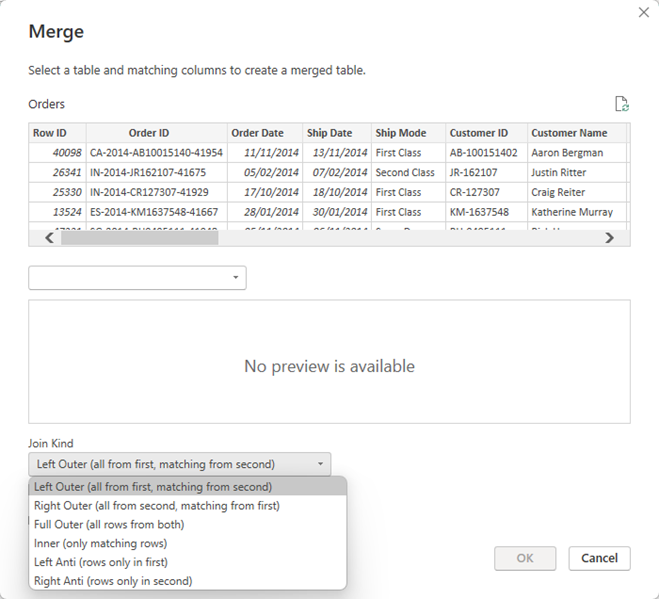 Merge
Select a table and matching columns to create a merged table.
Orders
Row ID Order ID Order Date Ship Date Ship Mode Customer ID Customer Name
40098 CA-2014-AB10015140-41954 11/11/2014 13/11/2014 First Class AB-100151402 Aaron Bergman
26341 IN-2014-JR162107-41675 05/02/2014 07/02/2014 Second Class JR-162107 Justin Ritter
25330 IN-2014-CR127307-41929 17/10/2014 18/10/2014 First Class CR-127307 Craig Reiter
13524 ES-2014-KM1637548-41667 28/01/2014 30/01/2014 First Class KM-1637548 Katherine Murray
No preview is available
Join Kind
Left Outer (all from first, matching from second)
Left Outer (all from first, matching from second)
Right Outer (all from second, matching from first)
Full Outer (all rows from both)
Inner (only matching rows)
Left Anti (rows only in first)
Right Anti (rows only in second)
OK Cancel